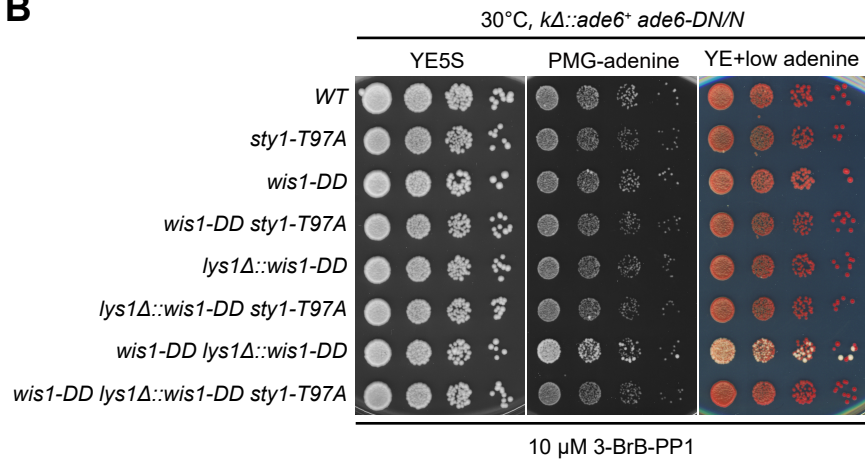 B
30°C, kΔ::ade6⁺ ade6-DN/N
YE5S PMG-adenine YE+low adenine
WT
sty1-T97A
wis1-DD
wis1-DD sty1-T97A
lys1Δ::wis1-DD
lys1Δ::wis1-DD sty1-T97A
wis1-DD lys1Δ::wis1-DD
wis1-DD lys1Δ::wis1-DD sty1-T97A
10 µM 3-BrB-PP1